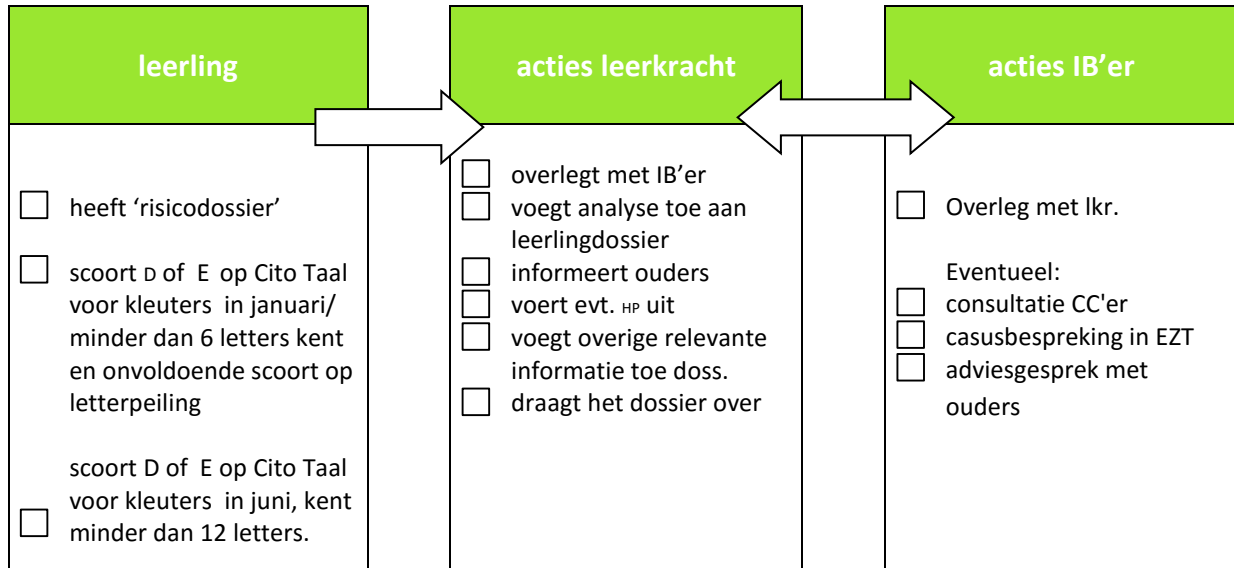 leerling
heeft ‘risicodossier’
scoort D of E op Cito Taal
voor kleuters in januari/
minder dan 6 letters kent
en onvoldoende scoort op
letterpeiling
scoort D of E op Cito Taal
voor kleuters in juni, kent
minder dan 12 letters.
acties leerkracht
overlegt met IB’er
voegt analyse toe aan
leerlingdossier
informeert ouders
voert evt. HP uit
voegt overige relevante
informatie toe doss.
draagt het dossier over
acties IB’er
Overleg met lkr.
Eventueel:
consultatie CC'er
casusbespreking in EZT
adviesgesprek met
ouders